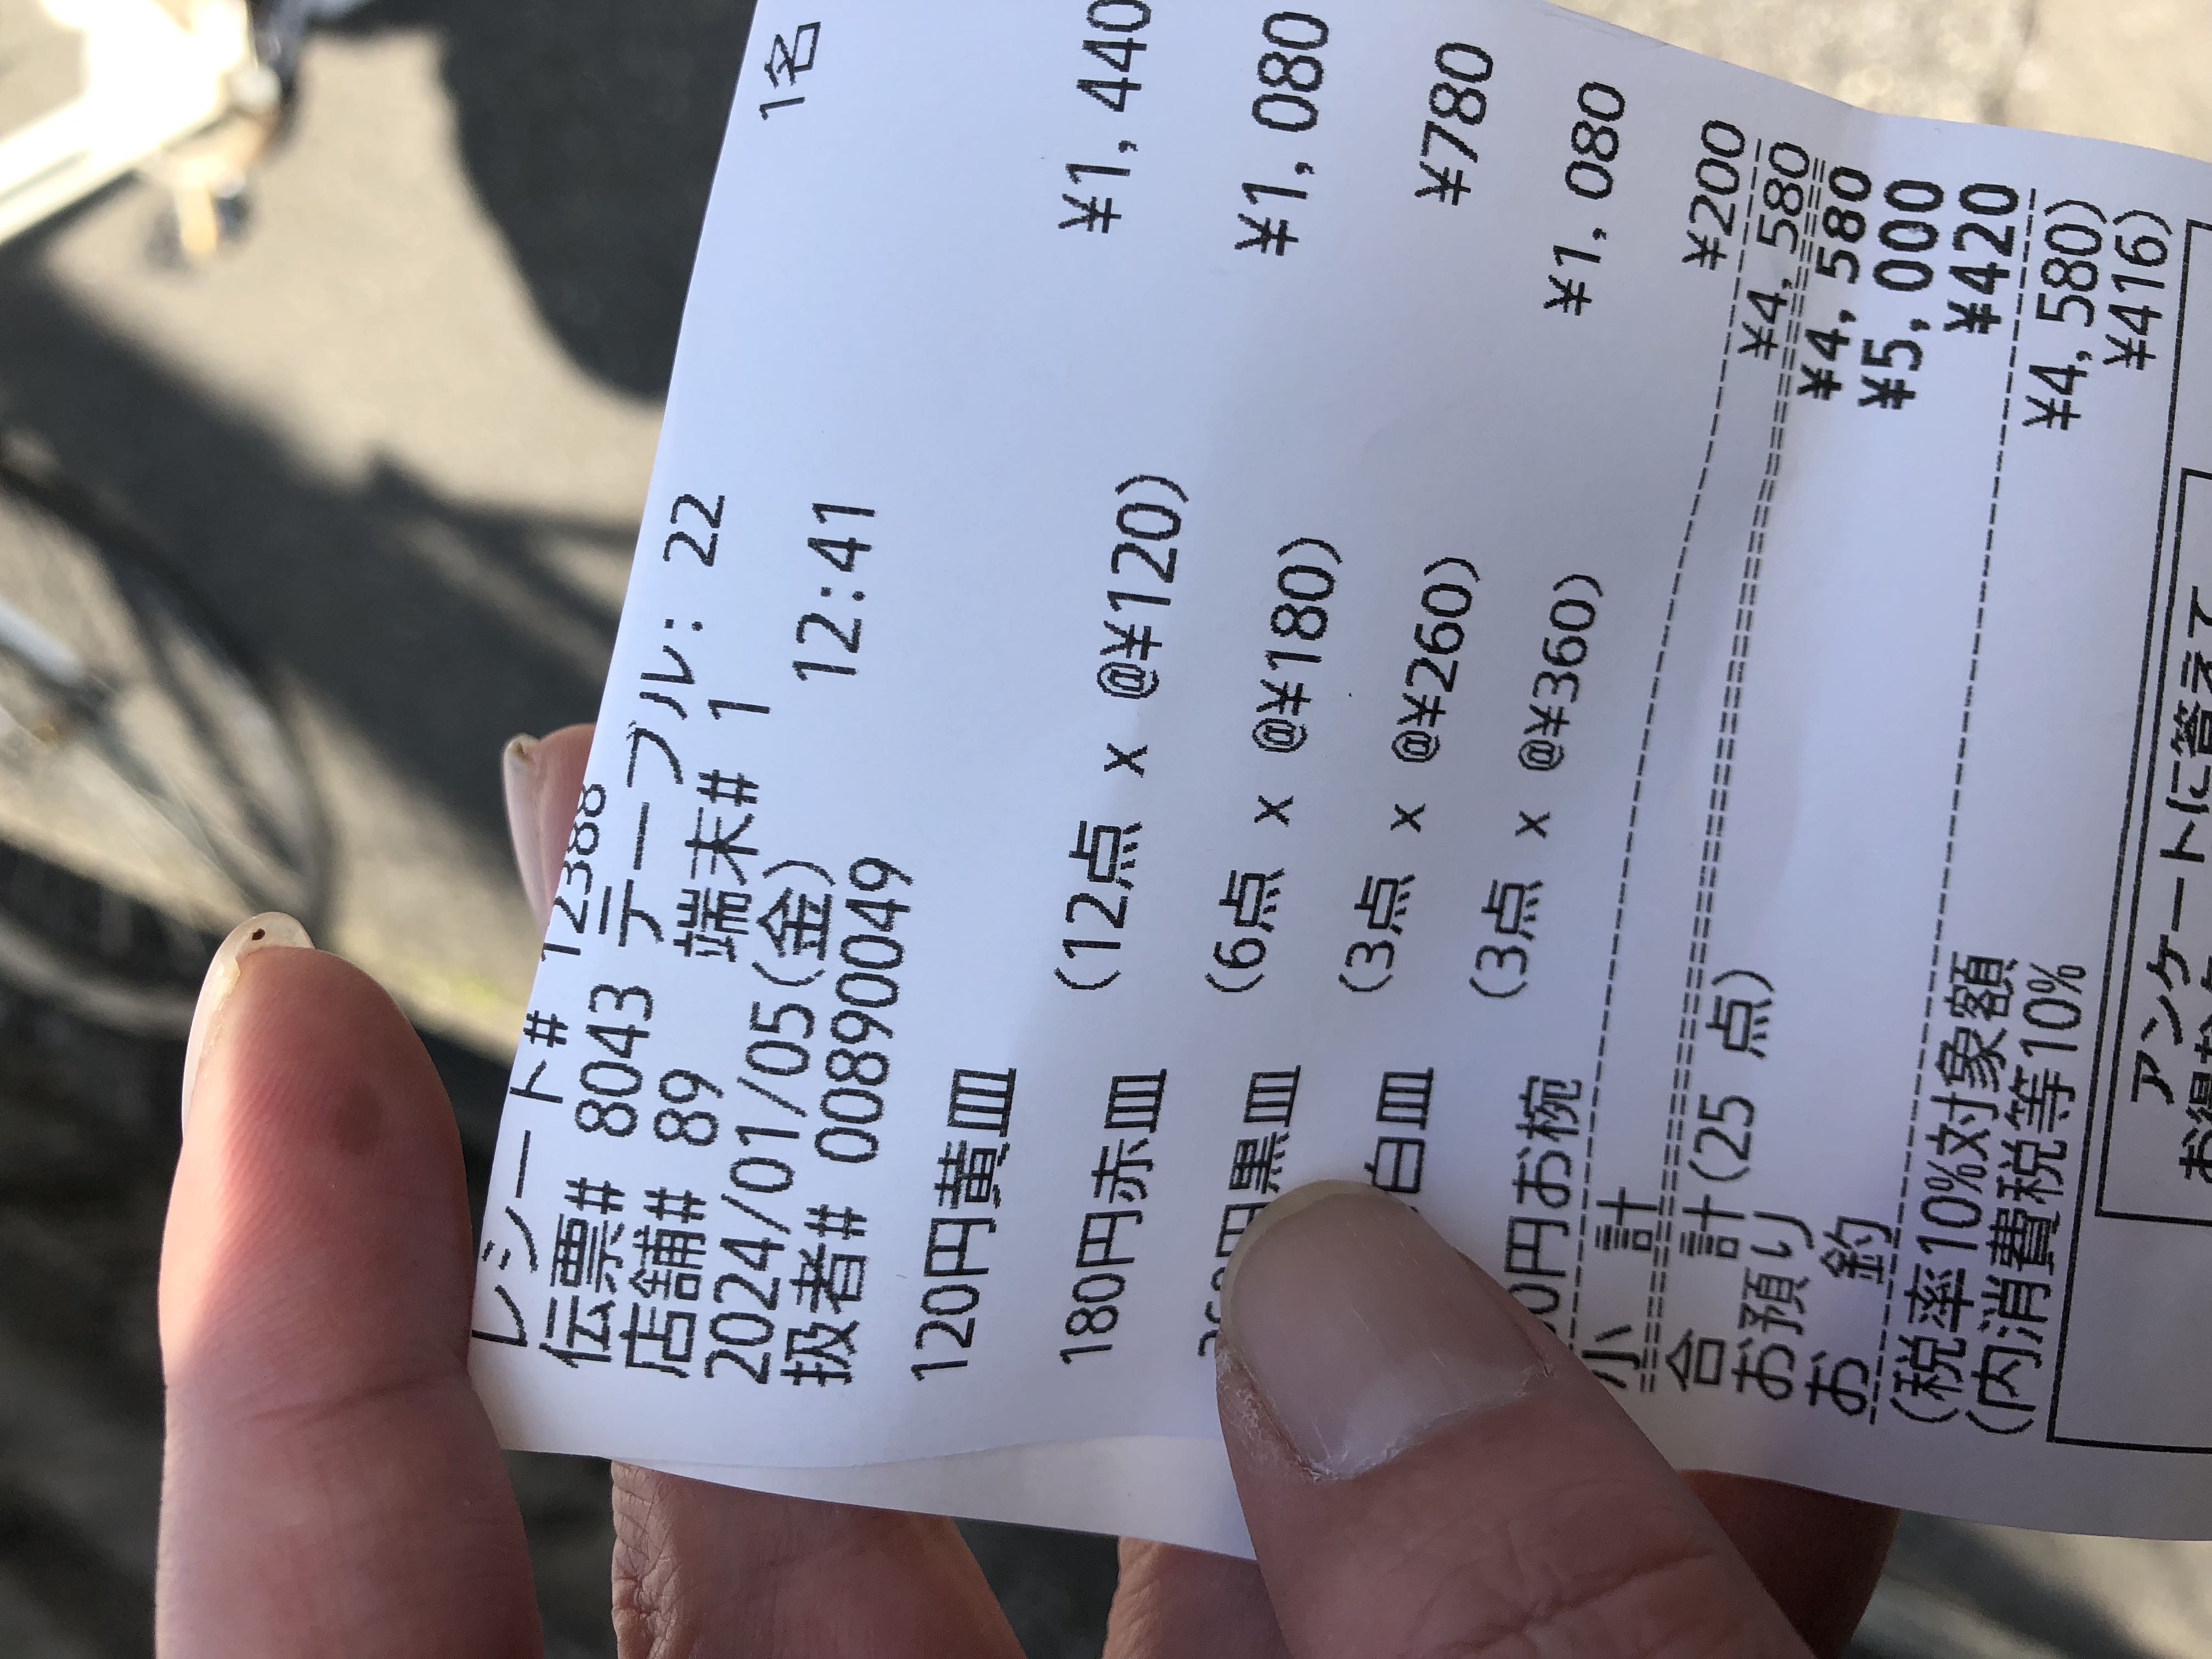 レシート# 12388
伝票# 8043 テーブル: 22 1名
店舗# 89 端末# 1
2024/01/05(金) 12:41
扱者# 00890049
120円黄皿
(12点 x @¥120) ¥1,440
180円赤皿
(6点 x @¥180) ¥1,080
円黒皿
(3点 x @¥260) ¥780
白皿
(3点 x @¥360) ¥1,080
0円お椀 ¥200
小 計 ¥4,580
合 計(25 点) ¥4,580
お預り ¥5,000
お 釣 ¥420
(税率10%対象額 ¥4,580)
(内消費税等10% ¥416)
アンケートに答えて